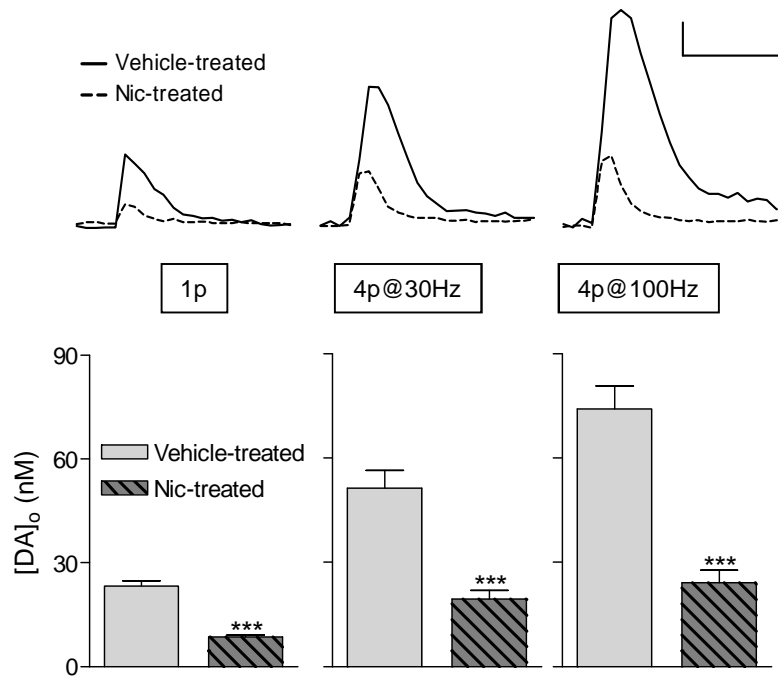 Vehicle-treated
Nic-treated
1p
4p@30Hz
4p@100Hz
[DA]o (nM)
90
60
30
0
Vehicle-treated
Nic-treated
***
***
***